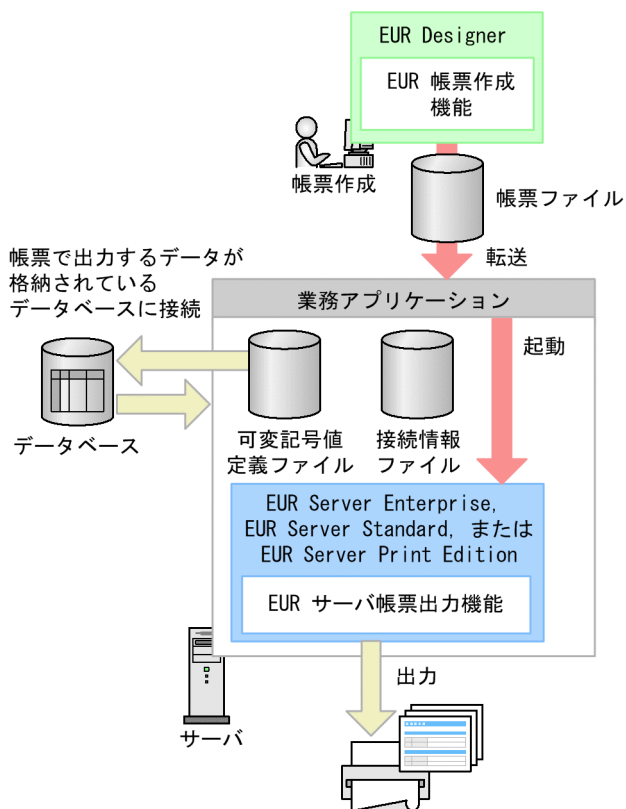 EUR Designer
EUR 帳票作成
機能
帳票作成
帳票ファイル
転送
帳票で出力するデータが
格納されている
データベースに接続
業務アプリケーション
起動
データベース
可変記号値
定義ファイル
接続情報
ファイル
EUR Server Enterprise,
EUR Server Standard, または
EUR Server Print Edition
EUR サーバ帳票出力機能
出力
サーバ